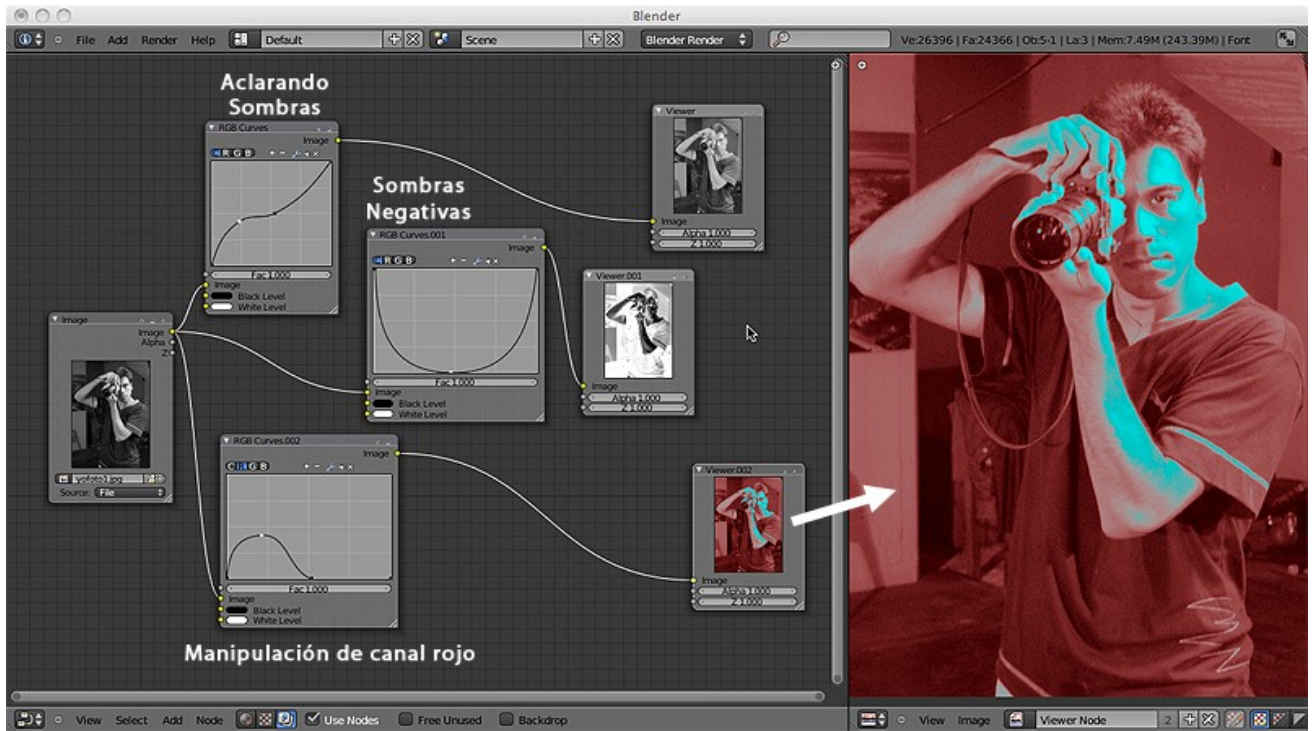 Blender
File Add Render Help Default Scene Blender Render Ve:26396 | Fa:24366 | Ob:5-1 | La:3 | Mem:7.49M (243.39M) | Font
Aclarando
Sombras
RGB Curves
Image
C R G B
Fac 1.000
Image
Black Level
White Level
Viewer
Image
Alpha 1.000
Z 1.000
Sombras
Negativas
RGB Curves.001
Image
C R G B
Fac 1.000
Image
Black Level
White Level
Viewer.001
Image
Alpha 1.000
Z 1.000
Image
Image
Alpha
Z
yofoto1.jpg
Source: File
RGB Curves.002
Image
C R G B
Fac 1.000
Image
Black Level
White Level
Viewer.002
Image
Alpha 1.000
Z 1.000
Manipulación de canal rojo
View Select Add Node Use Nodes Free Unused Backdrop
View Image Viewer Node 2